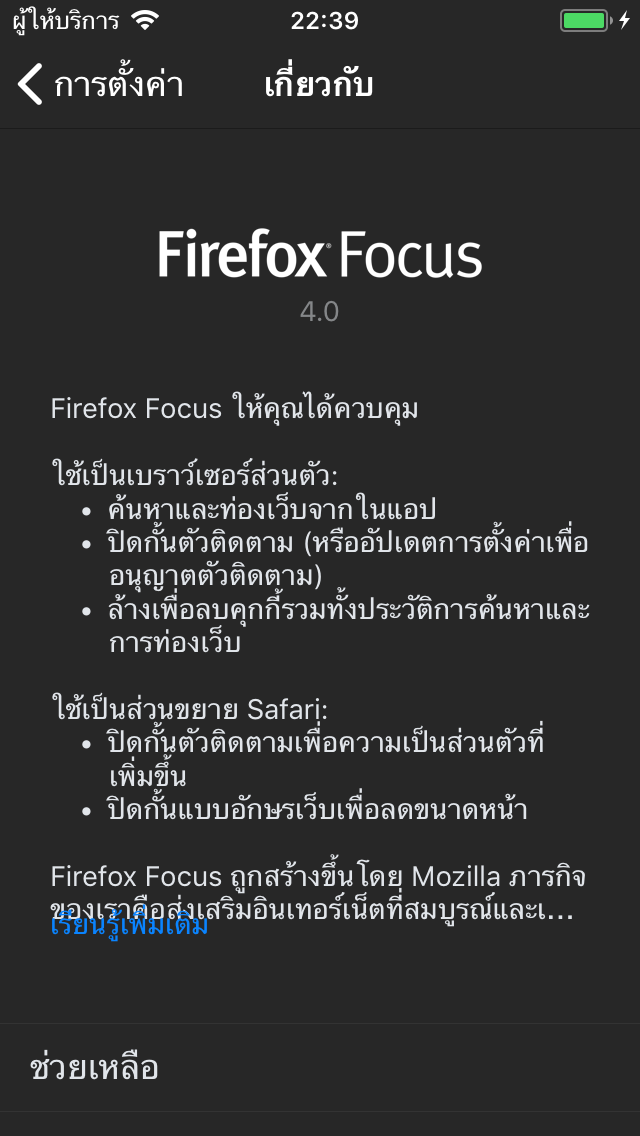 ผู้ให้บริการ 22:39
การตั้งค่า เกี่ยวกับ
Firefox Focus
4.0
Firefox Focus ให้คุณได้ควบคุม
ใช้เป็นเบราว์เซอร์ส่วนตัว:
• ค้นหาและท่องเว็บจากในแอป
• ปิดกั้นตัวติดตาม (หรืออัปเดตการตั้งค่าเพื่อ
อนุญาตตัวติดตาม)
• ล้างเพื่อลบคุกกี้รวมทั้งประวัติการค้นหาและ
การท่องเว็บ
ใช้เป็นส่วนขยาย Safari:
• ปิดกั้นตัวติดตามเพื่อความเป็นส่วนตัวที่
เพิ่มขึ้น
• ปิดกั้นแบบอักษรเว็บเพื่อลดขนาดหน้า
Firefox Focus ถูกสร้างขึ้นโดย Mozilla ภารกิจ
ของเราคือส่งเสริมอินเทอร์เน็ตที่สมบูรณ์และเ...
เรียนรู้เพิ่มเติม
ช่วยเหลือ